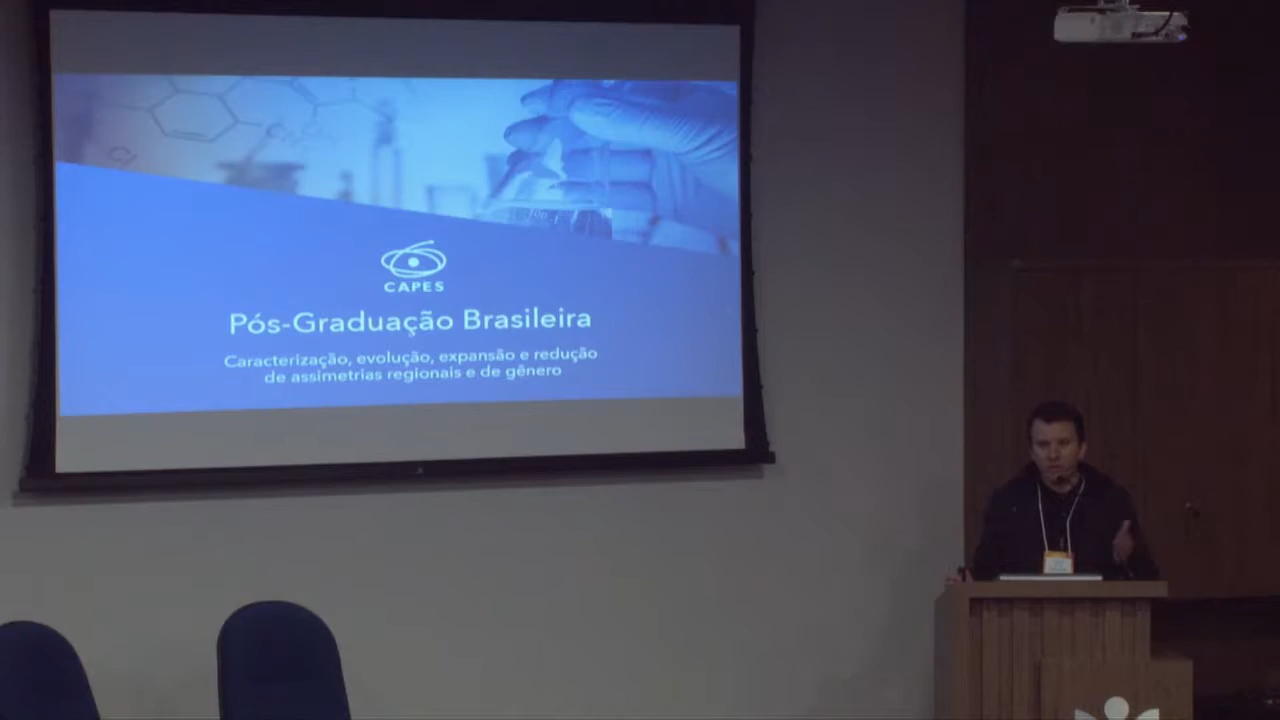 CAPES
Pós-Graduação Brasileira
Caracterização, evolução, expansão e redução
de assimetrias regionais e de gênero